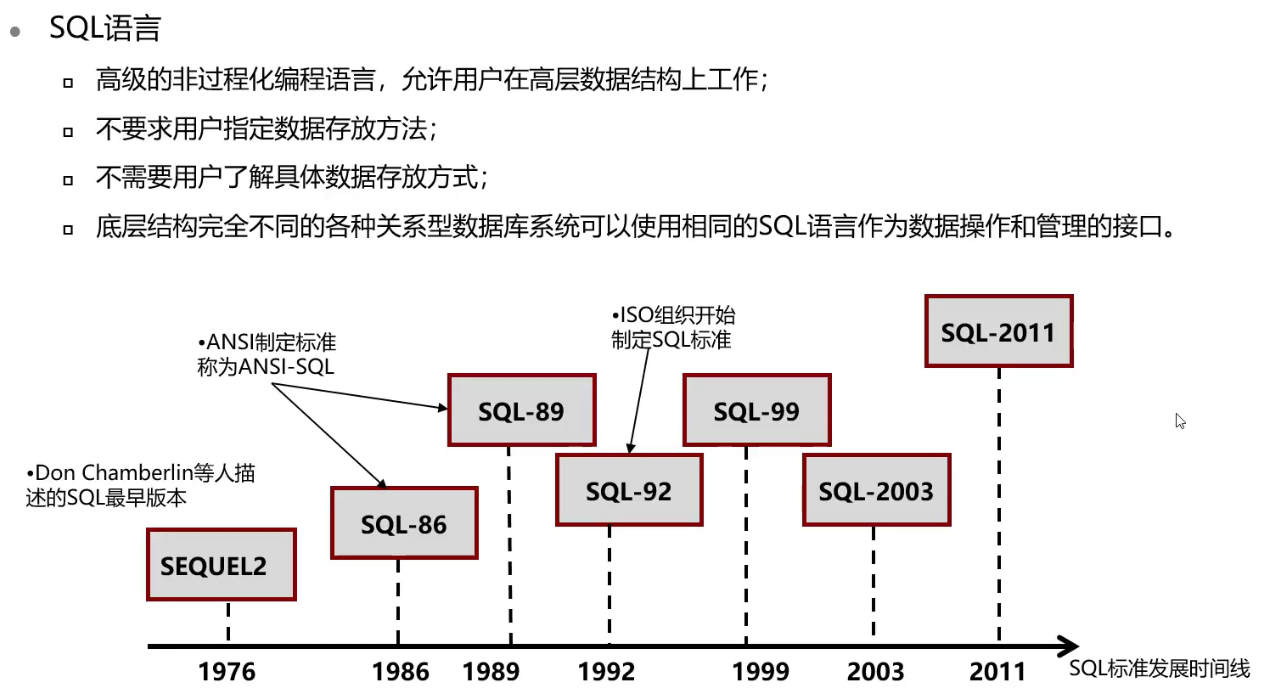 SQL语言
高级的非过程化编程语言，允许用户在高层数据结构上工作；
不要求用户指定数据存放方法；
不需要用户了解具体数据存放方式；
底层结构完全不同的各种关系型数据库系统可以使用相同的SQL语言作为数据操作和管理的接口。
•ISO组织开始
制定SQL标准
SQL-2011
•ANSI制定标准
称为ANSI-SQL
SQL-89
SQL-99
•Don Chamberlin等人描
述的SQL最早版本
SQL-92
SQL-2003
SQL-86
SEQUEL2
1976 1986 1989 1992 1999 2003 2011
SQL标准发展时间线